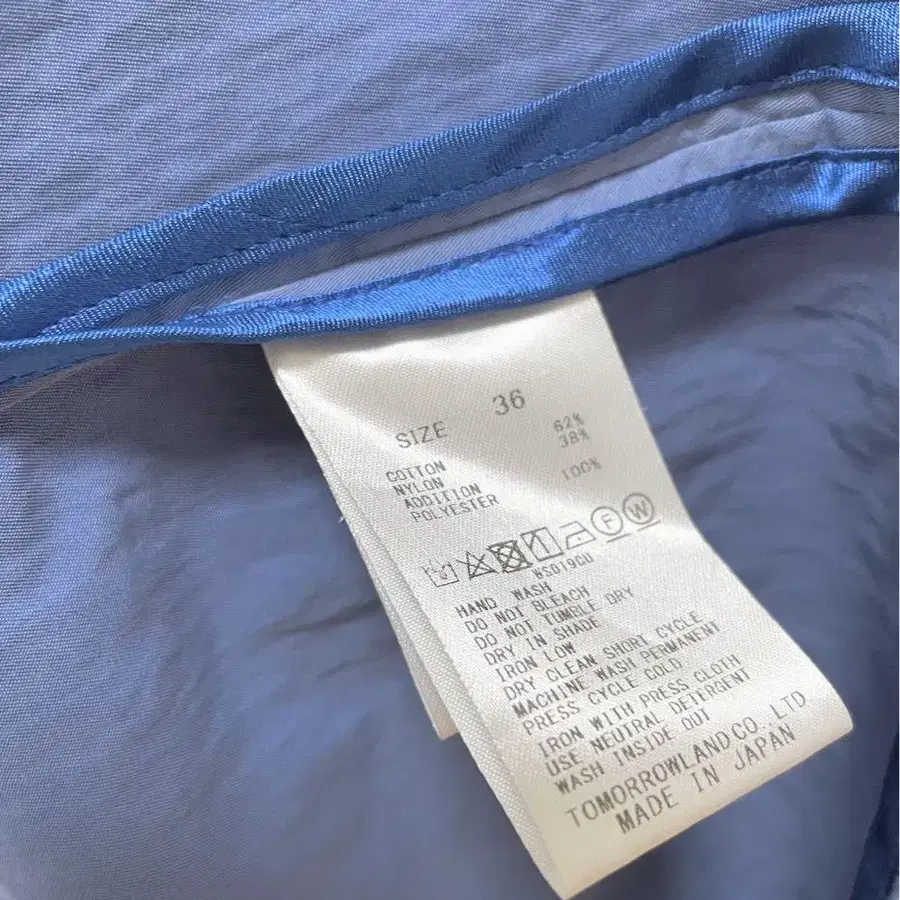 SIZE 36
COTTON 62%
NYLON 38%
ADDITION
POLYESTER 100%
F W
WS019CU
HAND WASH
DO NOT BLEACH
DO NOT TUMBLE DRY
DRY IN SHADE
IRON LOW
DRY CLEAN SHORT CYCLE
MACHINE WASH PERMANENT
PRESS CYCLE COLD
IRON WITH PRESS CLOTH
USE NEUTRAL DETERGENT
WASH INSIDE OUT
TOMORROWLAND CO.,LTD
MADE IN JAPAN